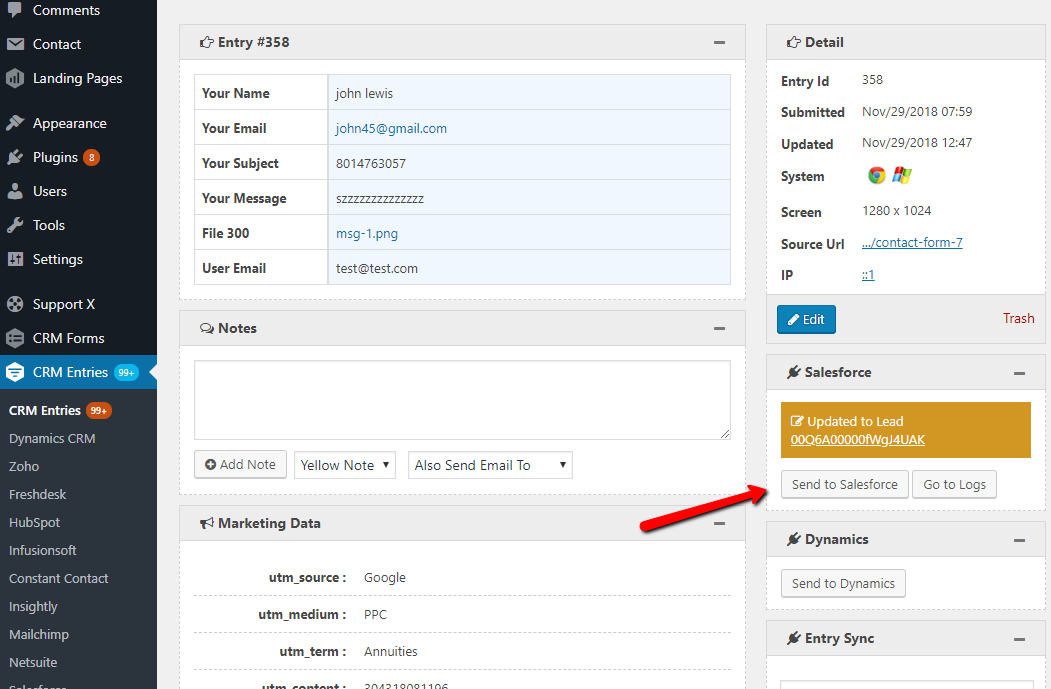 Comments
Contact
Landing Pages
Appearance
Plugins 8
Users
Tools
Settings
Support X
CRM Forms
CRM Entries 99+
CRM Entries 99+
Dynamics CRM
Zoho
Freshdesk
HubSpot
Infusionsoft
Constant Contact
Insightly
Mailchimp
Netsuite
Salesforce
Entry #358
Your Name john lewis
Your Email john45@gmail.com
Your Subject 8014763057
Your Message szzzzzzzzzzzzzz
File 300 msg-1.png
User Email test@test.com
Notes
Add Note Yellow Note Also Send Email To
Marketing Data
utm_source : Google
utm_medium : PPC
utm_term : Annuities
utm_content : 304318081196
Detail
Entry Id 358
Submitted Nov/29/2018 07:59
Updated Nov/29/2018 12:47
System
Screen 1280 x 1024
Source Url .../contact-form-7
IP ::1
Edit Trash
Salesforce
Updated to Lead
00Q6A00000fWgJ4UAK
Send to Salesforce Go to Logs
Dynamics
Send to Dynamics
Entry Sync